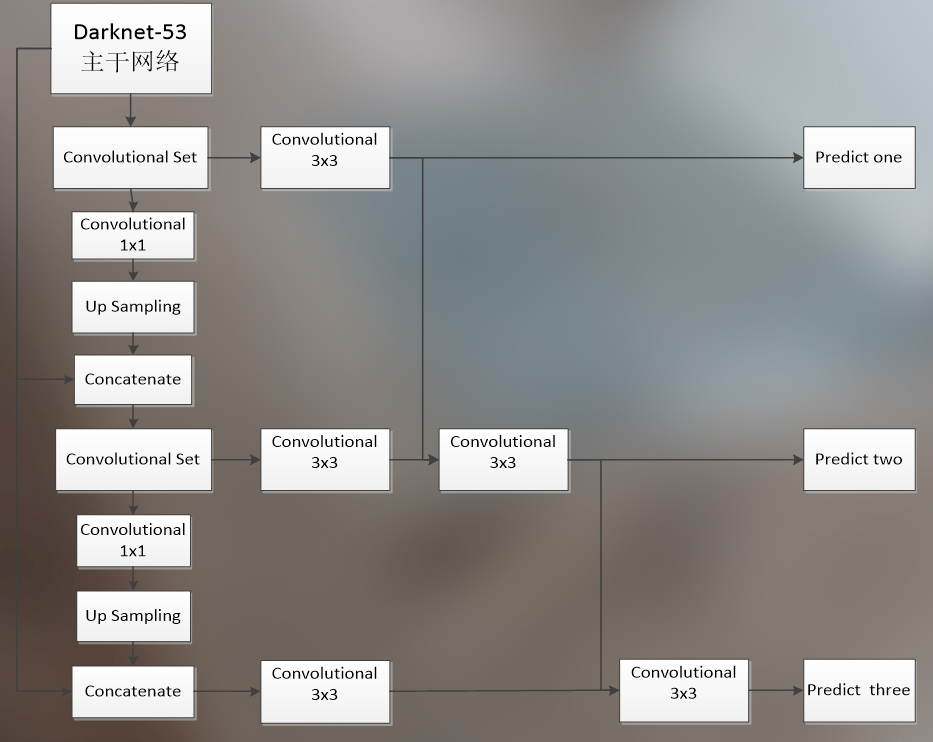 Darknet-53
主干网络
Convolutional Set
Convolutional
3x3
Predict one
Convolutional
1x1
Up Sampling
Concatenate
Convolutional Set
Convolutional
3x3
Convolutional
3x3
Predict two
Convolutional
1x1
Up Sampling
Concatenate
Convolutional
3x3
Convolutional
3x3
Predict three